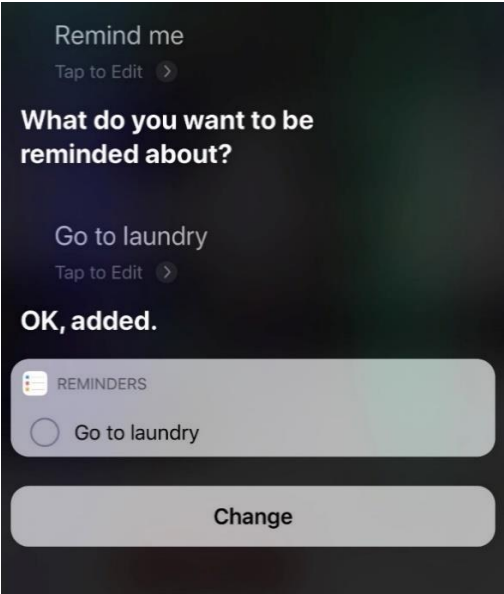 Remind me
Tap to Edit
What do you want to be
reminded about?
Go to laundry
Tap to Edit
OK, added.
REMINDERS
Go to laundry
Change